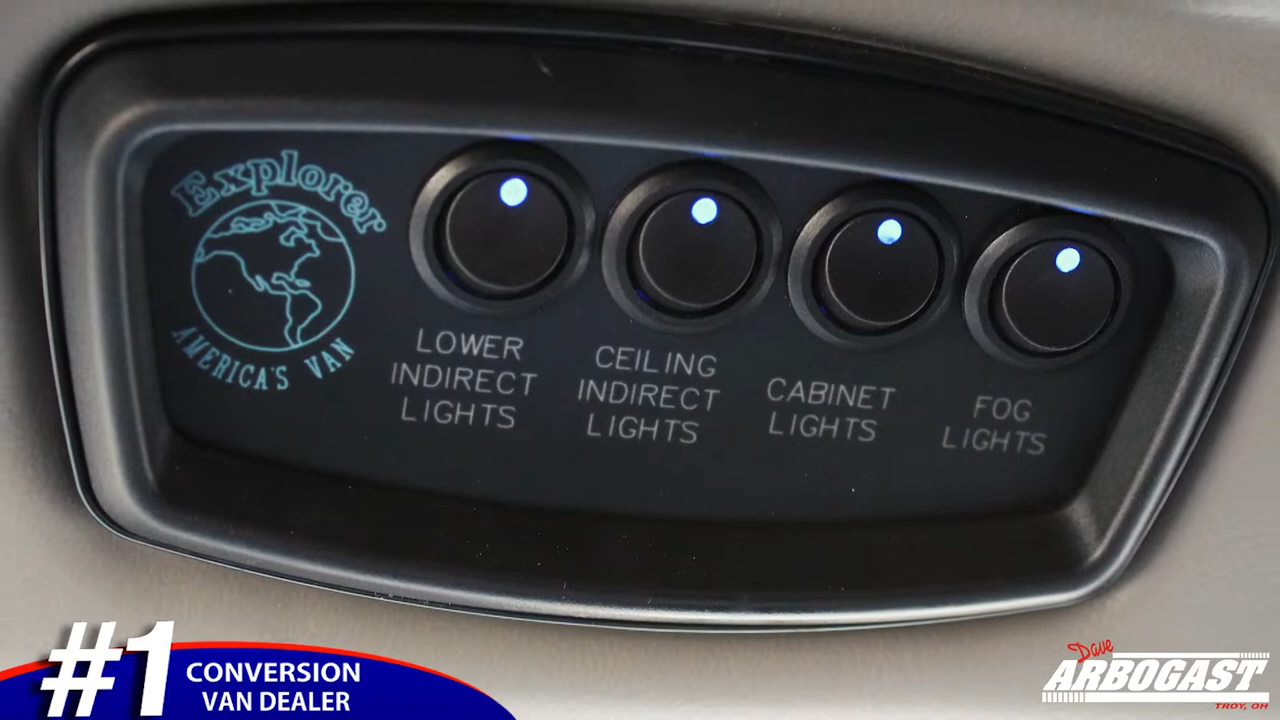 Explorer
AMERICA'S VAN
LOWER
INDIRECT
LIGHTS
CEILING
INDIRECT
LIGHTS
CABINET
LIGHTS
FOG
LIGHTS
#1
CONVERSION
VAN DEALER
Dave
ARBOGAST
TROY, OH